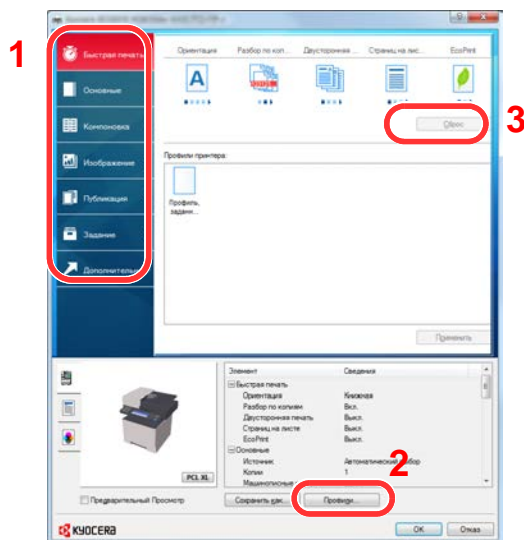 1
Быстрая печать
Основные
Компоновка
Изображение
Публикация
Задание
Дополнительно
Ориентация
Разбор по коп...
Двусторонняя ...
Страниц на лис...
EcoPrint
A
Сброс
3
Профили принтера:
Профиль,
задани...
Применить
Элемент Сведения
Быстрая печать
Ориентация Книжная
Разбор по копиям Вкл.
Двусторонняя печать Выкл.
Страниц на листе Выкл.
EcoPrint Выкл.
Основные
Источник Автоматический выбор
Копии 1
Машинописные
2
PCL XL
Предварительный Просмотр
Сохранить как...
Профили...
KYOCERA
OK
Отказ